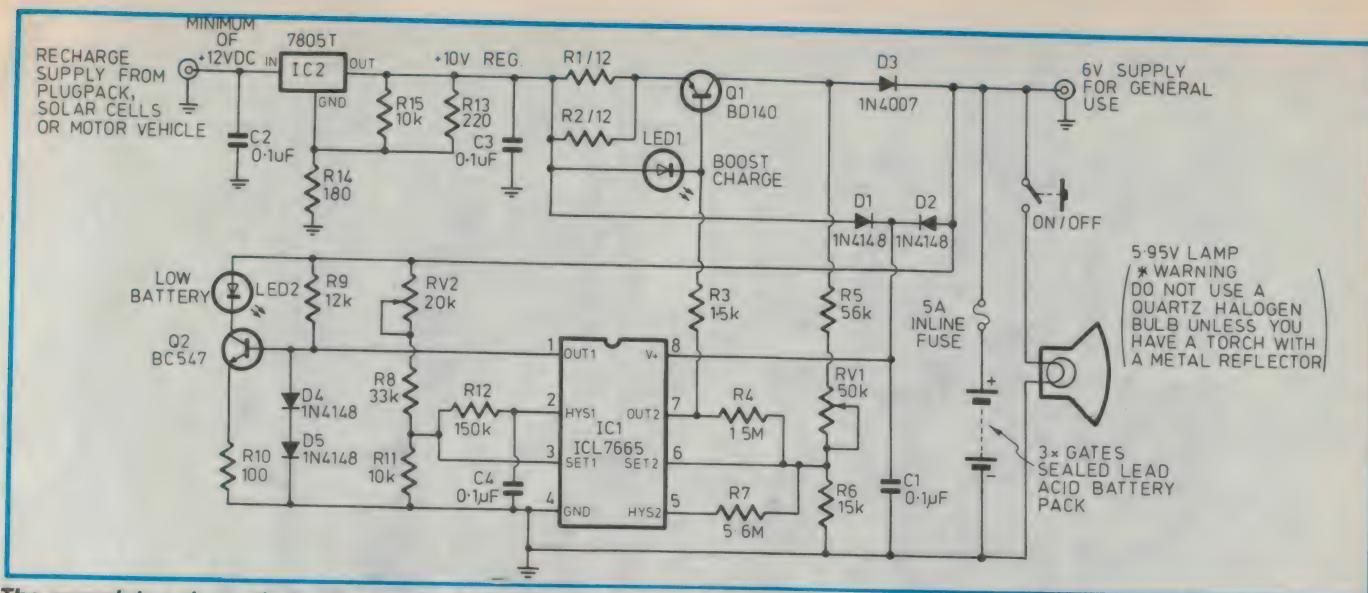 RECHARGE
SUPPLY FROM
PLUGPACK,
SOLAR CELLS
OR MOTOR VEHICLE
MINIMUM
OF
+12VDC
7805T
IN
IC2
OUT
GND
C2
0·1uF
R14
180
R15
10k
R13
220
+10V REG.
C3
0·1uF
R1/12
R2/12
LED1
BOOST
CHARGE
Q1
BD140
D3
1N4007
D1
1N4148
D2
1N4148
6V SUPPLY
FOR GENERAL
USE
ON/OFF
5·95V LAMP
* WARNING
DO NOT USE A
QUARTZ HALOGEN
BULB UNLESS YOU
HAVE A TORCH WITH
A METAL REFLECTOR
LOW
BATTERY
LED2
Q2
BC547
R9
12k
RV2
20k
D4
1N4148
D5
1N4148
R10
100
R8
33k
R11
10k
R12
150k
C4
0·1µF
1
OUT1
2
HYS1
3
SET1
4
GND
IC1
ICL7665
8
V+
7
OUT2
6
SET2
5
HYS2
R3
1·5k
R4
1·5M
R7
5·6M
R5
56k
RV1
50k
R6
15k
C1
0·1µF
5A
INLINE
FUSE
+
-
3x GATES
SEALED LEAD
ACID BATTERY
PACK